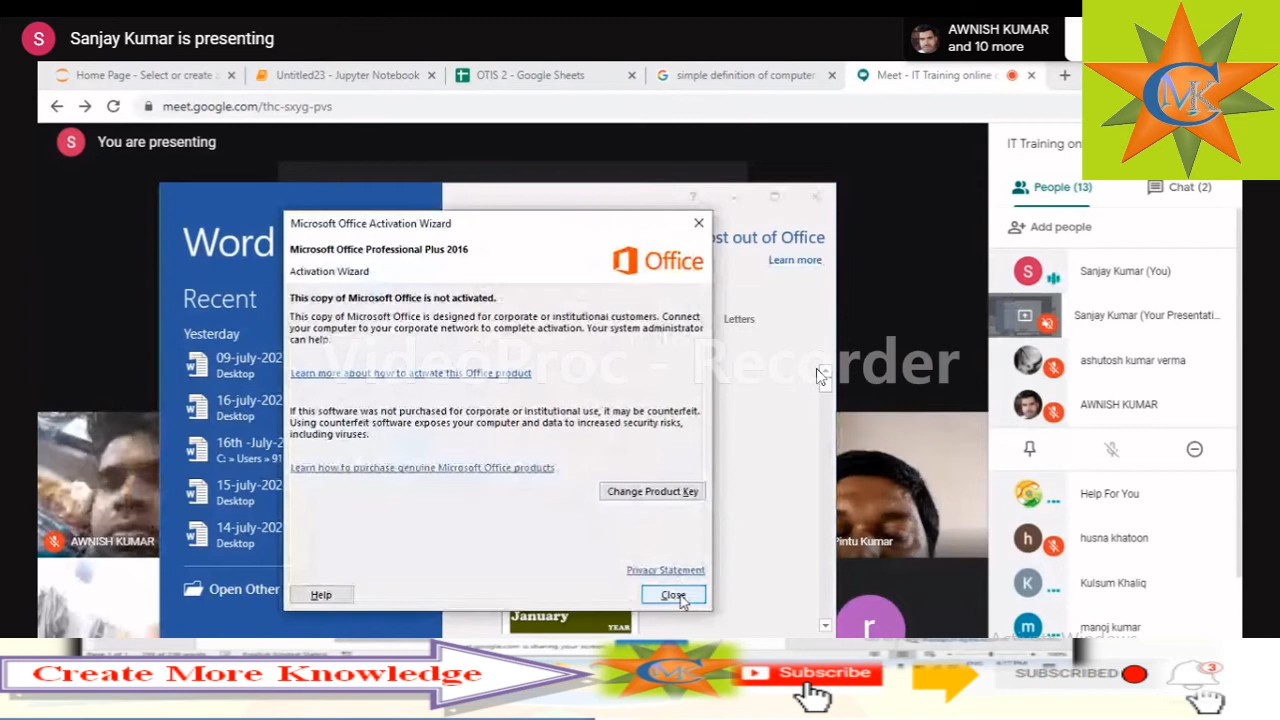 S Sanjay Kumar is presenting
AWNISH KUMAR
and 10 more
CMK
Home Page - Select or create a
Untitled23 - Jupyter Notebook
OTIS 2 - Google Sheets
simple definition of computer
Meet - IT Training online c
meet.google.com/thc-sxyg-pvs
S You are presenting
IT Training on
People (13)
Chat (2)
Add people
S Sanjay Kumar (You)
Sanjay Kumar (Your Presentati...
ashutosh kumar verma
AWNISH KUMAR
Help For You
h husna khatoon
K Kulsum Khaliq
m manoj kumar
Word
Recent
Yesterday
09-july-202
Desktop
16-july-202
Desktop
16th -July-2
C: » Users » 91
15-july-202
Desktop
14-july-202
Desktop
Open Other
ost out of Office
Learn more
Letters
Microsoft Office Activation Wizard
Microsoft Office Professional Plus 2016
Office
Activation Wizard
This copy of Microsoft Office is not activated.
This copy of Microsoft Office is designed for corporate or institutional customers. Connect
your computer to your corporate network to complete activation. Your system administrator
can help.
Learn more about how to activate this Office product
If this software was not purchased for corporate or institutional use, it may be counterfeit.
Using counterfeit software exposes your computer and data to increased security risks,
including viruses.
Learn how to purchase genuine Microsoft Office products
Change Product Key
Privacy Statement
Help
Close
VideoProc - Recorder
January
YEAR
AWNISH KUMAR
Pintu Kumar
r
Create More Knowledge
CMK
Subscribe
SUBSCRIBED
3